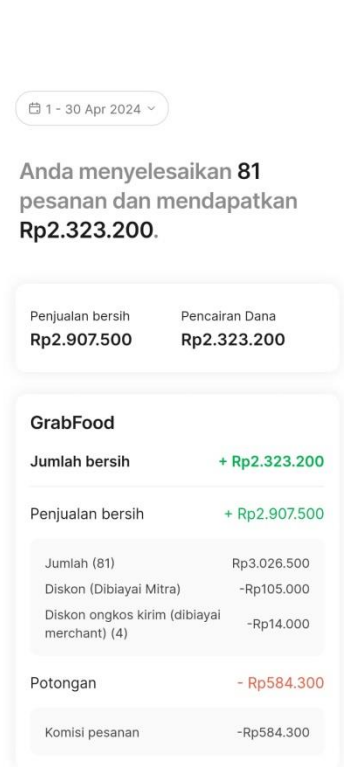 1 - 30 Apr 2024
Anda menyelesaikan 81
pesanan dan mendapatkan
Rp2.323.200.
Penjualan bersih Pencairan Dana
Rp2.907.500 Rp2.323.200
GrabFood
Jumlah bersih + Rp2.323.200
Penjualan bersih + Rp2.907.500
Jumlah (81) Rp3.026.500
Diskon (Dibiayai Mitra) -Rp105.000
Diskon ongkos kirim (dibiayai
merchant) (4) -Rp14.000
Potongan - Rp584.300
Komisi pesanan -Rp584.300